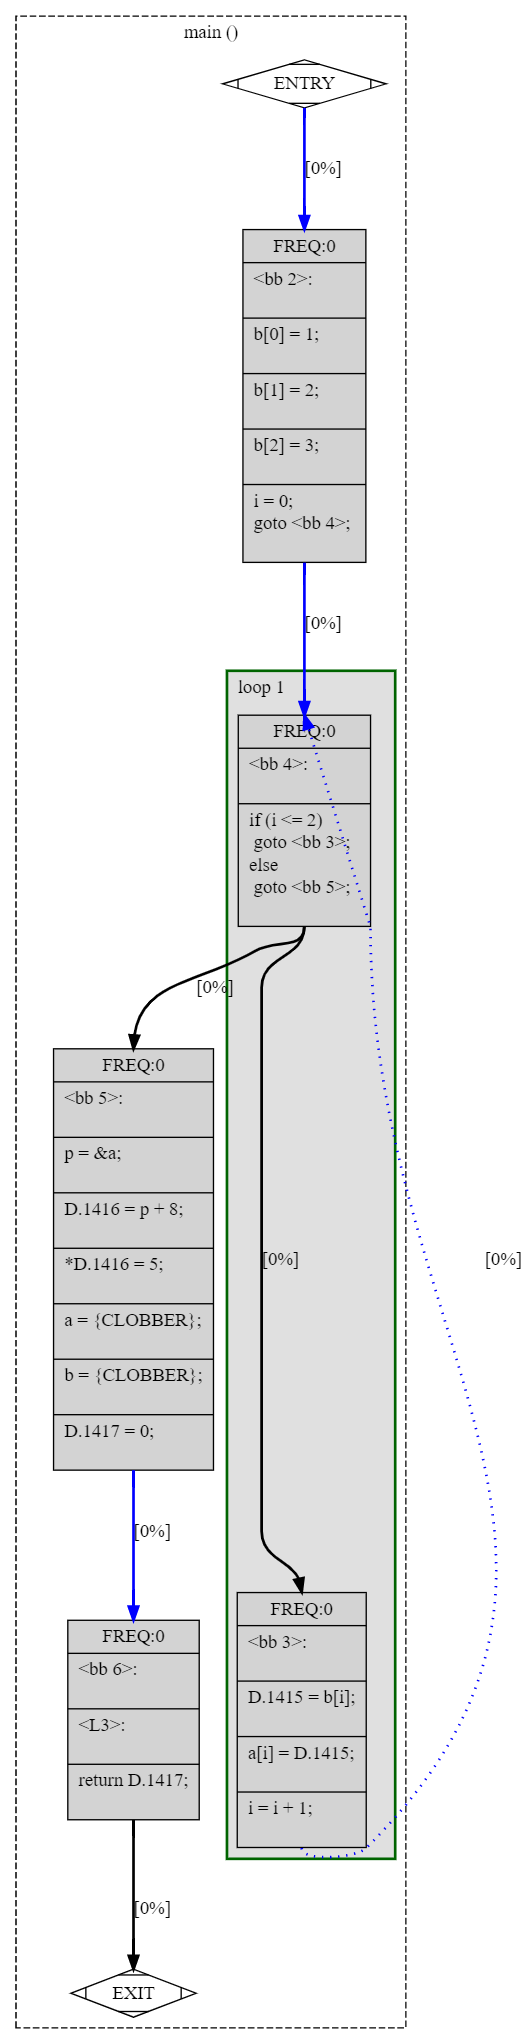 main ()
ENTRY
[0%]
FREQ:0
<bb 2>:
b[0] = 1;
b[1] = 2;
b[2] = 3;
i = 0;
goto <bb 4>;
[0%]
loop 1
FREQ:0
<bb 4>:
if (i <= 2)
goto <bb 3>;
else
goto <bb 5>;
[0%]
FREQ:0
<bb 5>:
p = &a;
D.1416 = p + 8;
*D.1416 = 5;
a = {CLOBBER};
b = {CLOBBER};
D.1417 = 0;
[0%]
[0%]
[0%]
FREQ:0
<bb 3>:
D.1415 = b[i];
a[i] = D.1415;
i = i + 1;
FREQ:0
<bb 6>:
<L3>:
return D.1417;
[0%]
EXIT